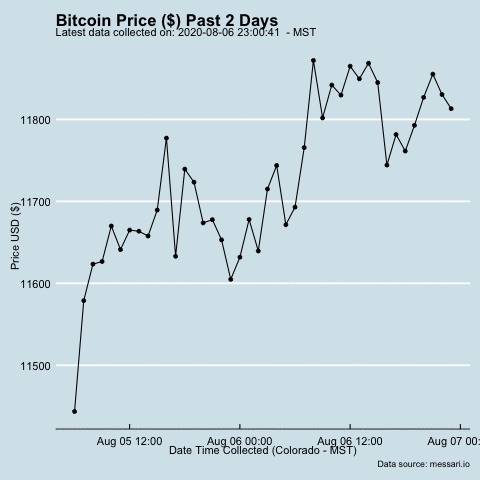 Bitcoin Price ($) Past 2 Days
Latest data collected on: 2020-08-06 23:00:41 - MST
Price USD ($)
11800
11700
11600
11500
Aug 05 12:00 Aug 06 00:00 Aug 06 12:00 Aug 07 00:
Date Time Collected (Colorado - MST)
Data source: messari.io